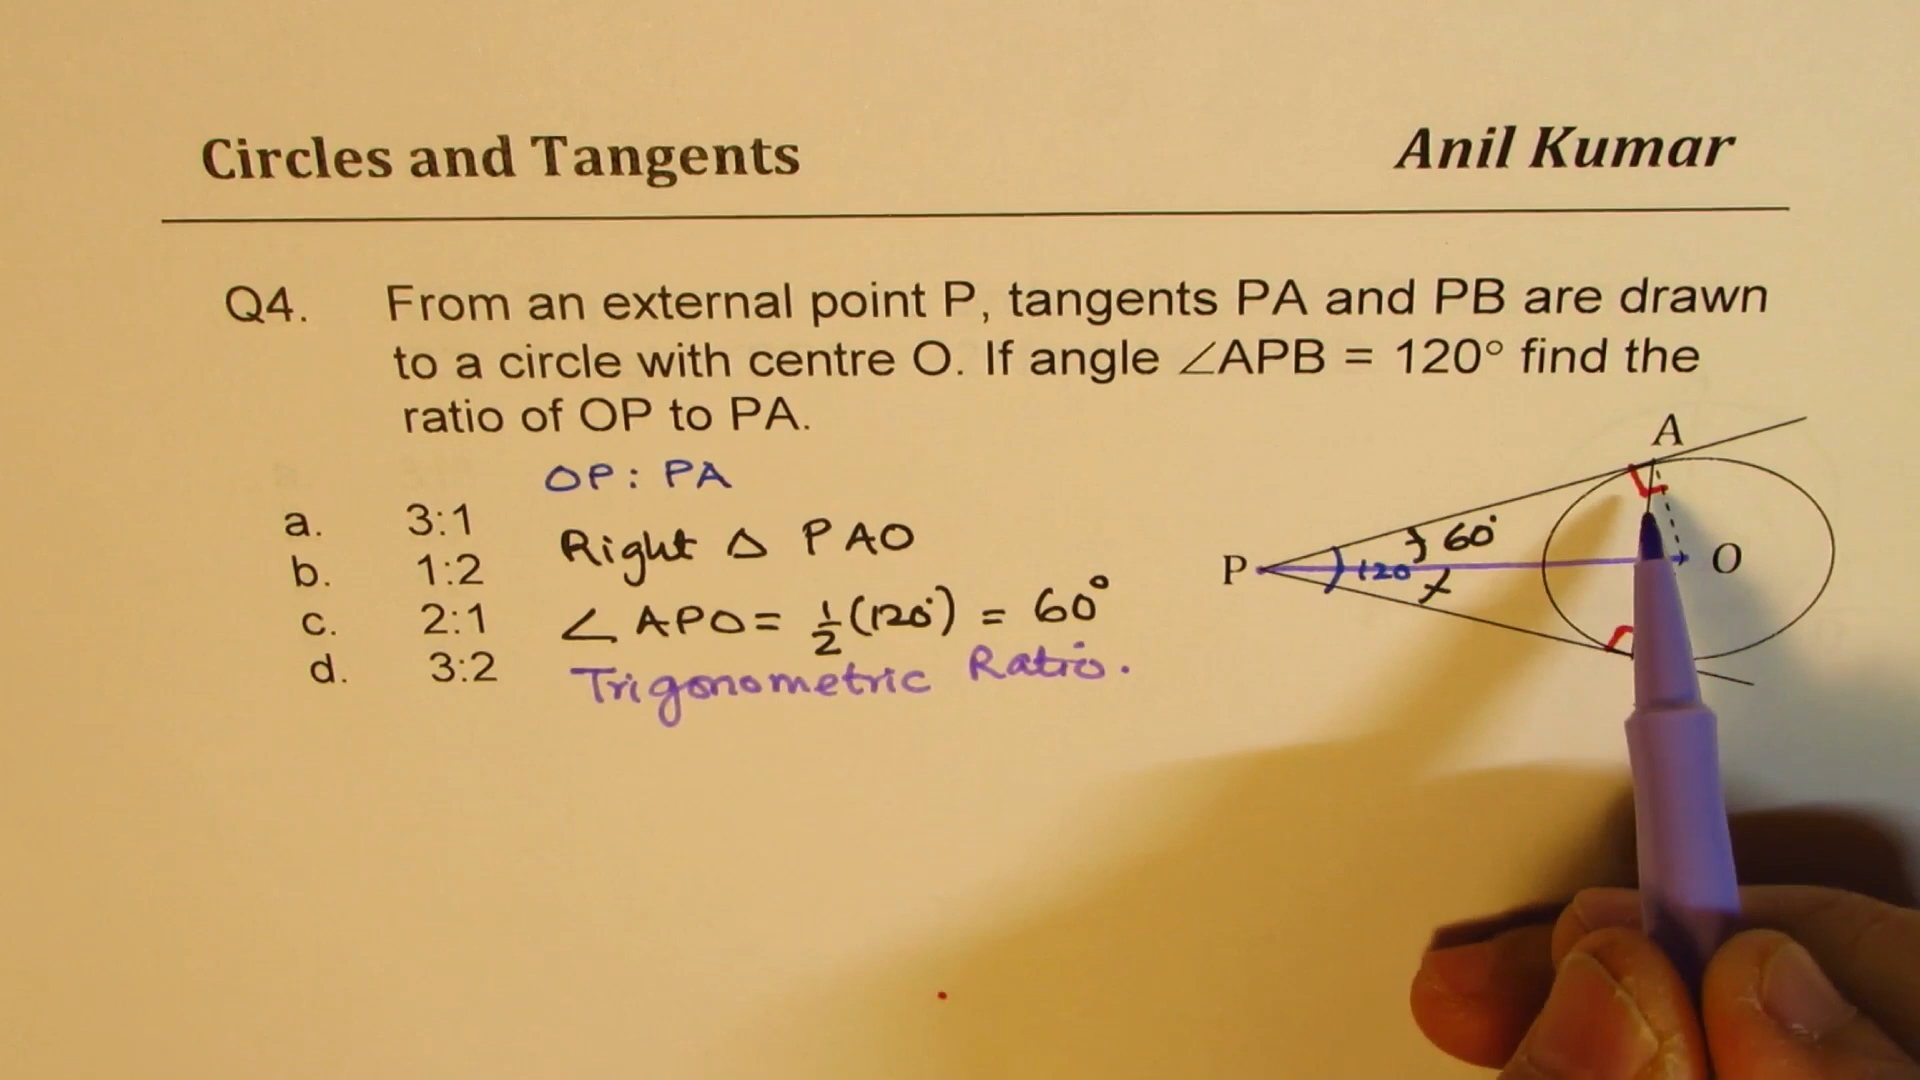 Circles and Tangents
Anil Kumar
Q4. From an external point P, tangents PA and PB are drawn
to a circle with centre O. If angle ∠APB = 120° find the
ratio of OP to PA.
OP : PA
a. 3:1
b. 1:2
c. 2:1
d. 3:2
Right Δ PAO
∠ APO = 1/2 (120°) = 60°
Trigonometric Ratio.
A
P
120°
60°
x
O